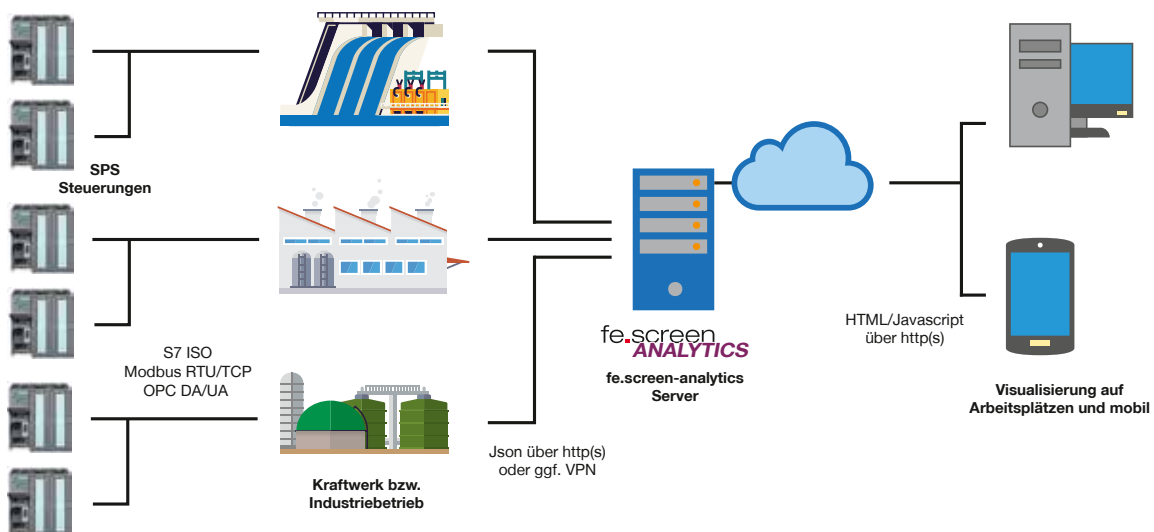 SPS
Steuerungen
S7 ISO
Modbus RTU/TCP
OPC DA/UA
Kraftwerk bzw.
Industriebetrieb
Json über http(s)
oder ggf. VPN
fe.screen
ANALYTICS
fe.screen-analytics
Server
HTML/Javascript
über http(s)
Visualisierung auf
Arbeitsplätzen und mobil